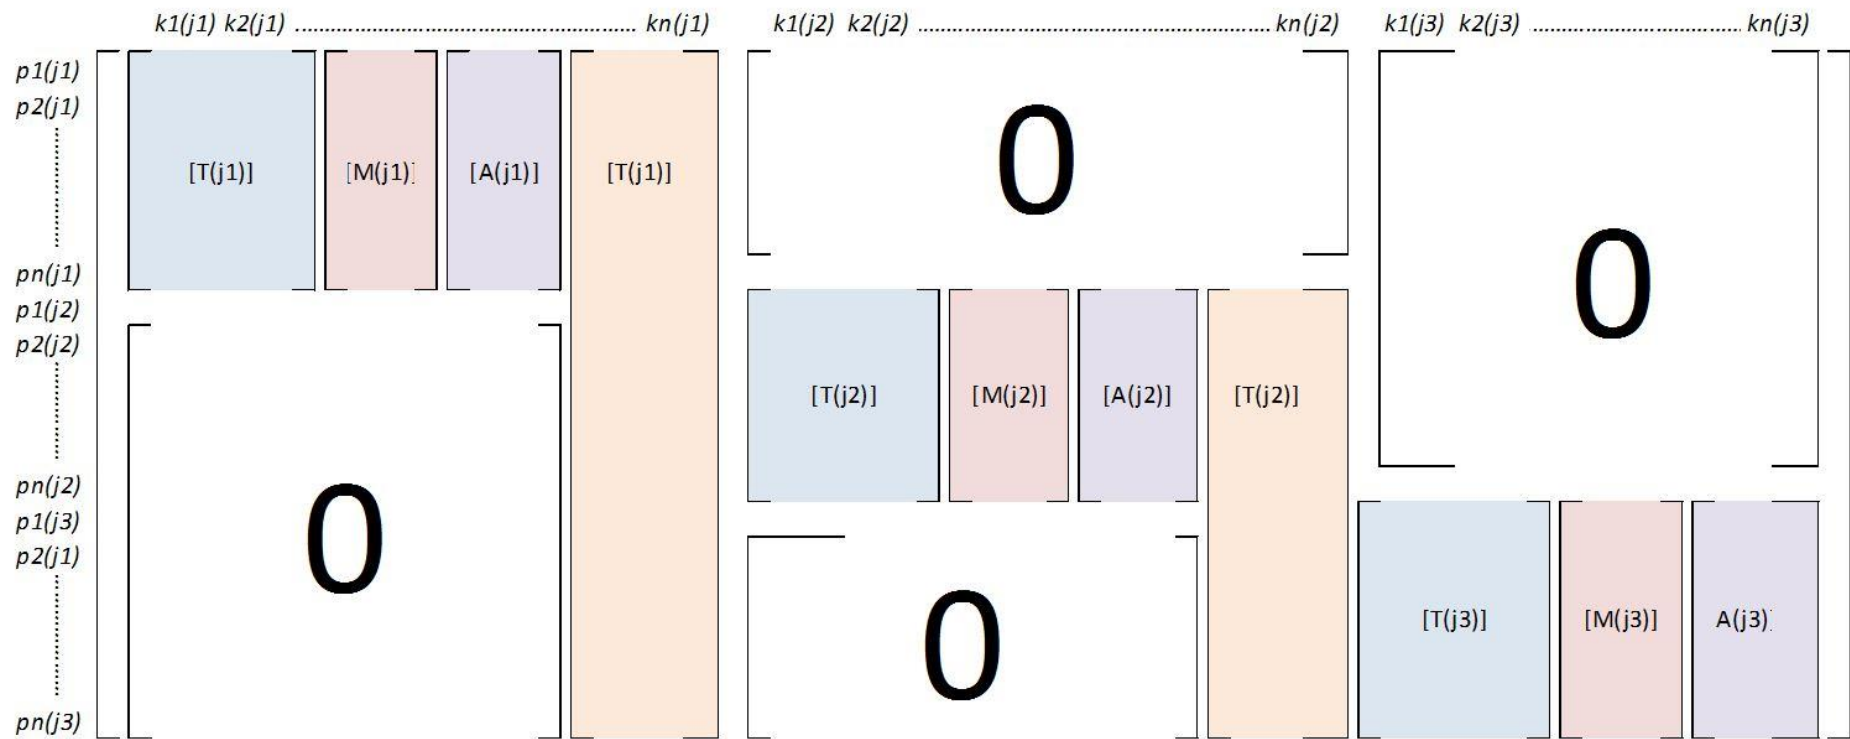 k1(j1) k2(j1) ............................................................ kn(j1) k1(j2) k2(j2) ............................................................ kn(j2) k1(j3) k2(j3) ................................... kn(j3)
p1(j1)
p2(j1)
0
[T(j1)] [M(j1)] [A(j1)] [T(j1)]
0
pn(j1)
p1(j2)
p2(j2)
[T(j2)] [M(j2)] [A(j2)] [T(j2)]
pn(j2)
p1(j3)
0
p2(j1)
0
[T(j3)] [M(j3)] A(j3)]
pn(j3)